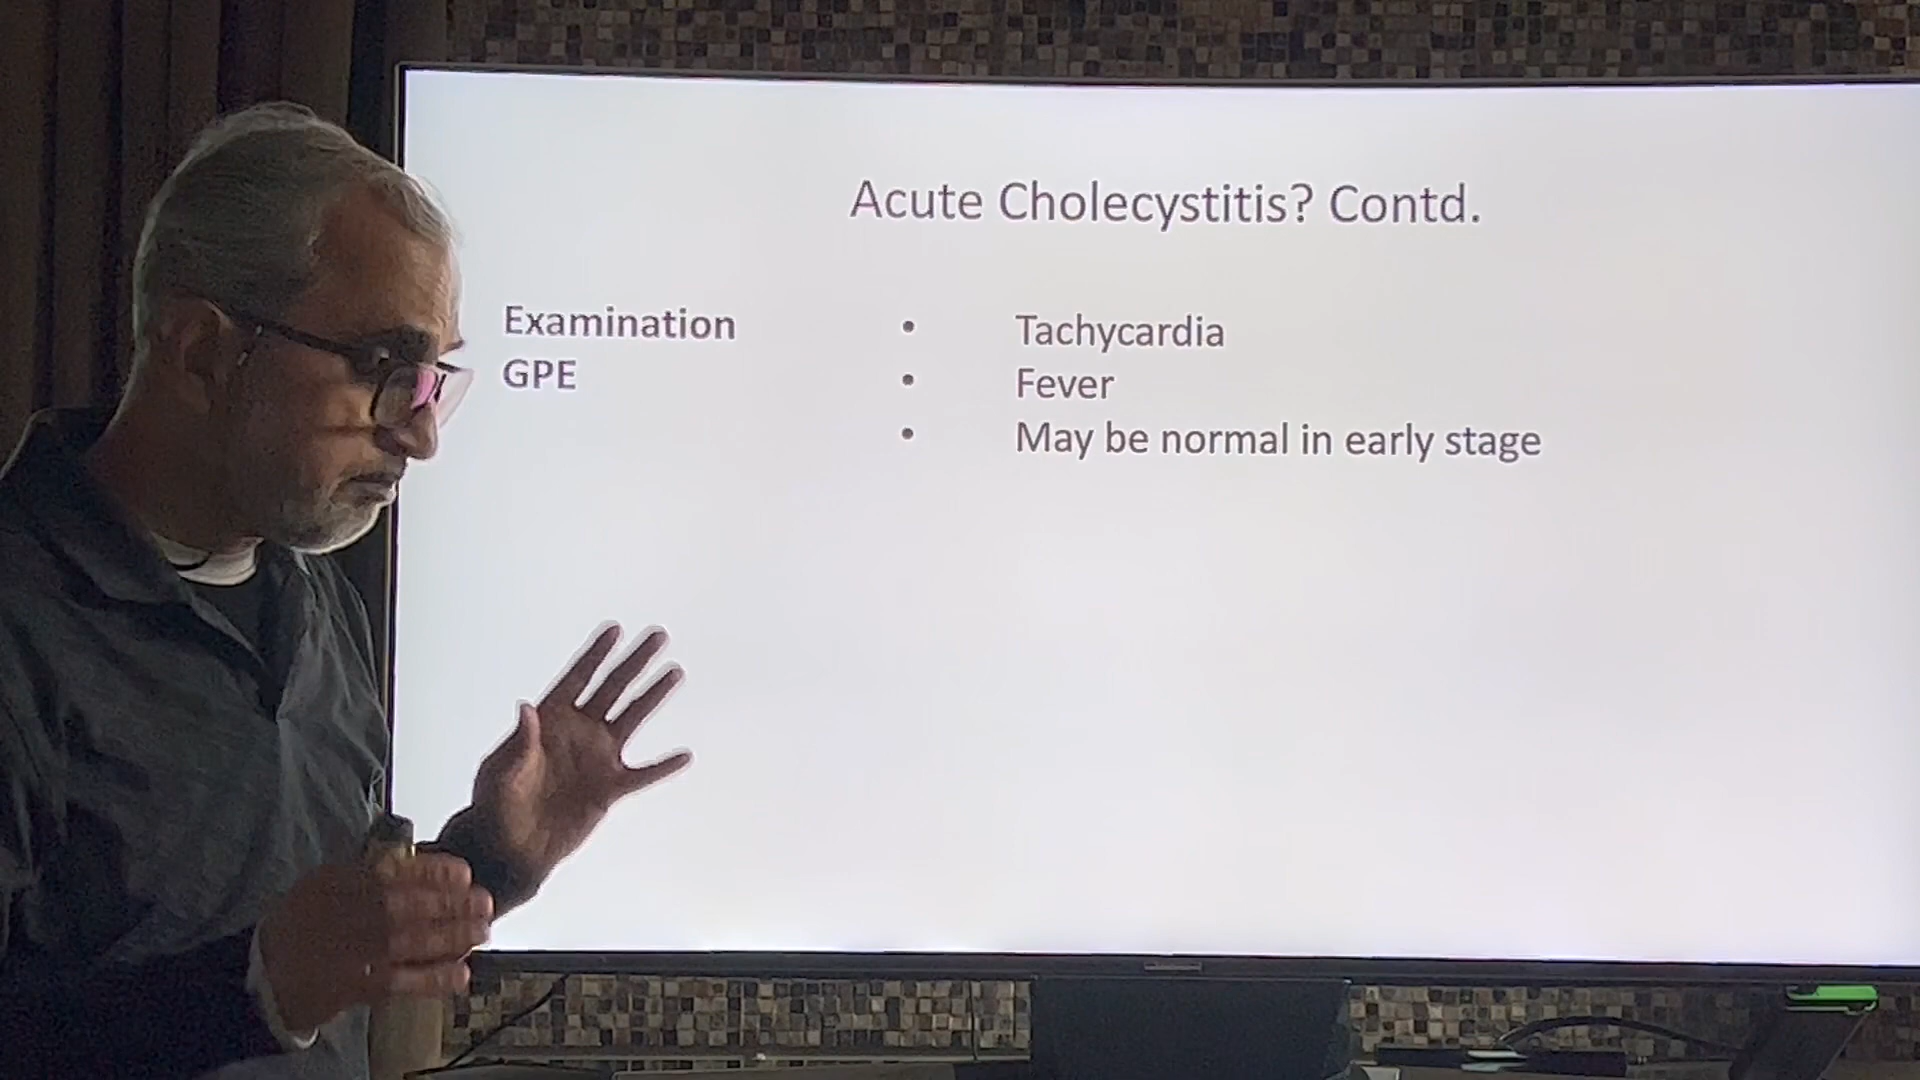 Acute Cholecystitis? Contd.
Examination
GPE
• Tachycardia
• Fever
• May be normal in early stage